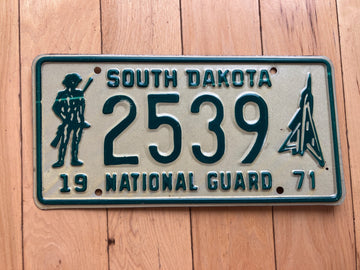 SOUTH DAKOTA
2539
19 NATIONAL GUARD 71